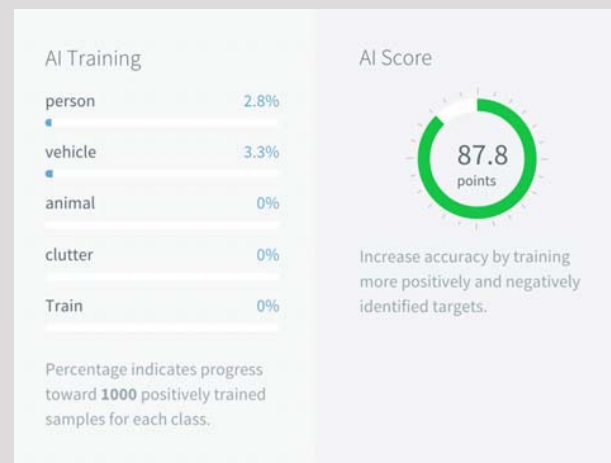 AI Training
person 2.8%
vehicle 3.3%
animal 0%
clutter 0%
Train 0%
Percentage indicates progress
toward 1000 positively trained
samples for each class.
AI Score
87.8
points
Increase accuracy by training
more positively and negatively
identified targets.